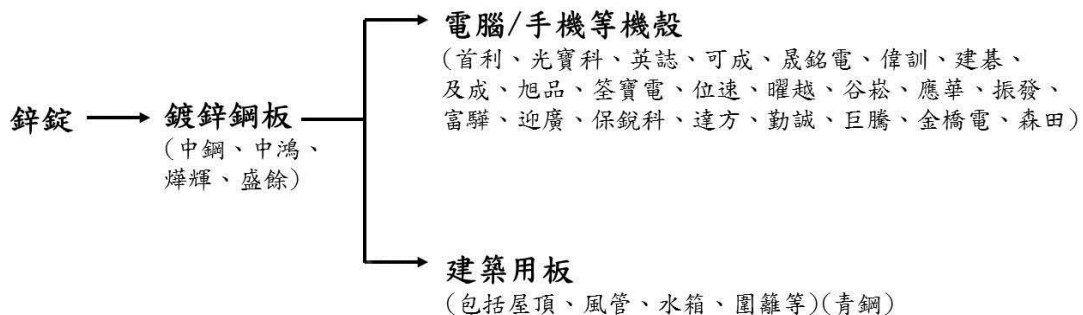 電腦/手機等機殼
(首利、光寶科、英誌、可成、晟銘電、偉訓、建碁、
及成、旭品、筌寶電、位速、曜越、谷崧、應華、振發、
富驊、迎廣、保銳科、達方、勤誠、巨騰、金橋電、森田)
鋅錠
鍍鋅鋼板
(中鋼、中鴻、
燁輝、盛餘)
建築用板
(包括屋頂、風管、水箱、圍籬等)(青鋼)